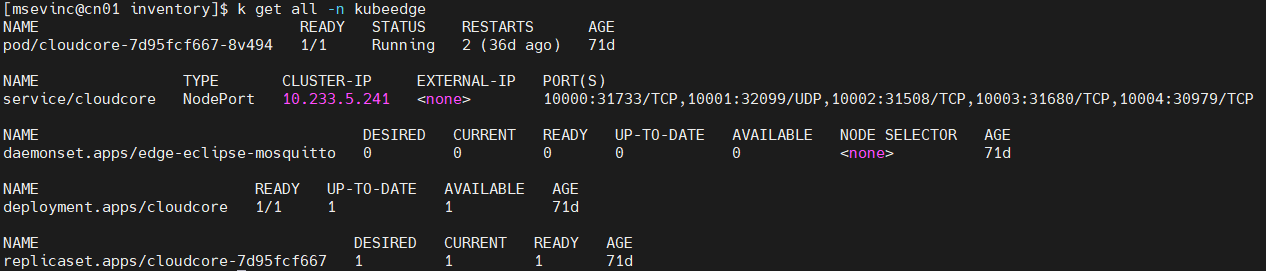 [msevinc@cn01 inventory]$ k get all -n kubeedge
NAME                             READY   STATUS    RESTARTS      AGE
pod/cloudcore-7d95fcf667-8v494   1/1     Running   2 (36d ago)   71d

NAME                TYPE       CLUSTER-IP     EXTERNAL-IP   PORT(S)                                                                           
service/cloudcore   NodePort   10.233.5.241   <none>        10000:31733/TCP,10001:32099/UDP,10002:31508/TCP,10003:31680/TCP,10004:30979/TCP

NAME                                    DESIRED   CURRENT   READY   UP-TO-DATE   AVAILABLE   NODE SELECTOR   AGE
daemonset.apps/edge-eclipse-mosquitto   0         0         0       0            0           <none>          71d

NAME                        READY   UP-TO-DATE   AVAILABLE   AGE
deployment.apps/cloudcore   1/1     1            1           71d

NAME                                   DESIRED   CURRENT   READY   AGE
replicaset.apps/cloudcore-7d95fcf667   1         1         1       71d